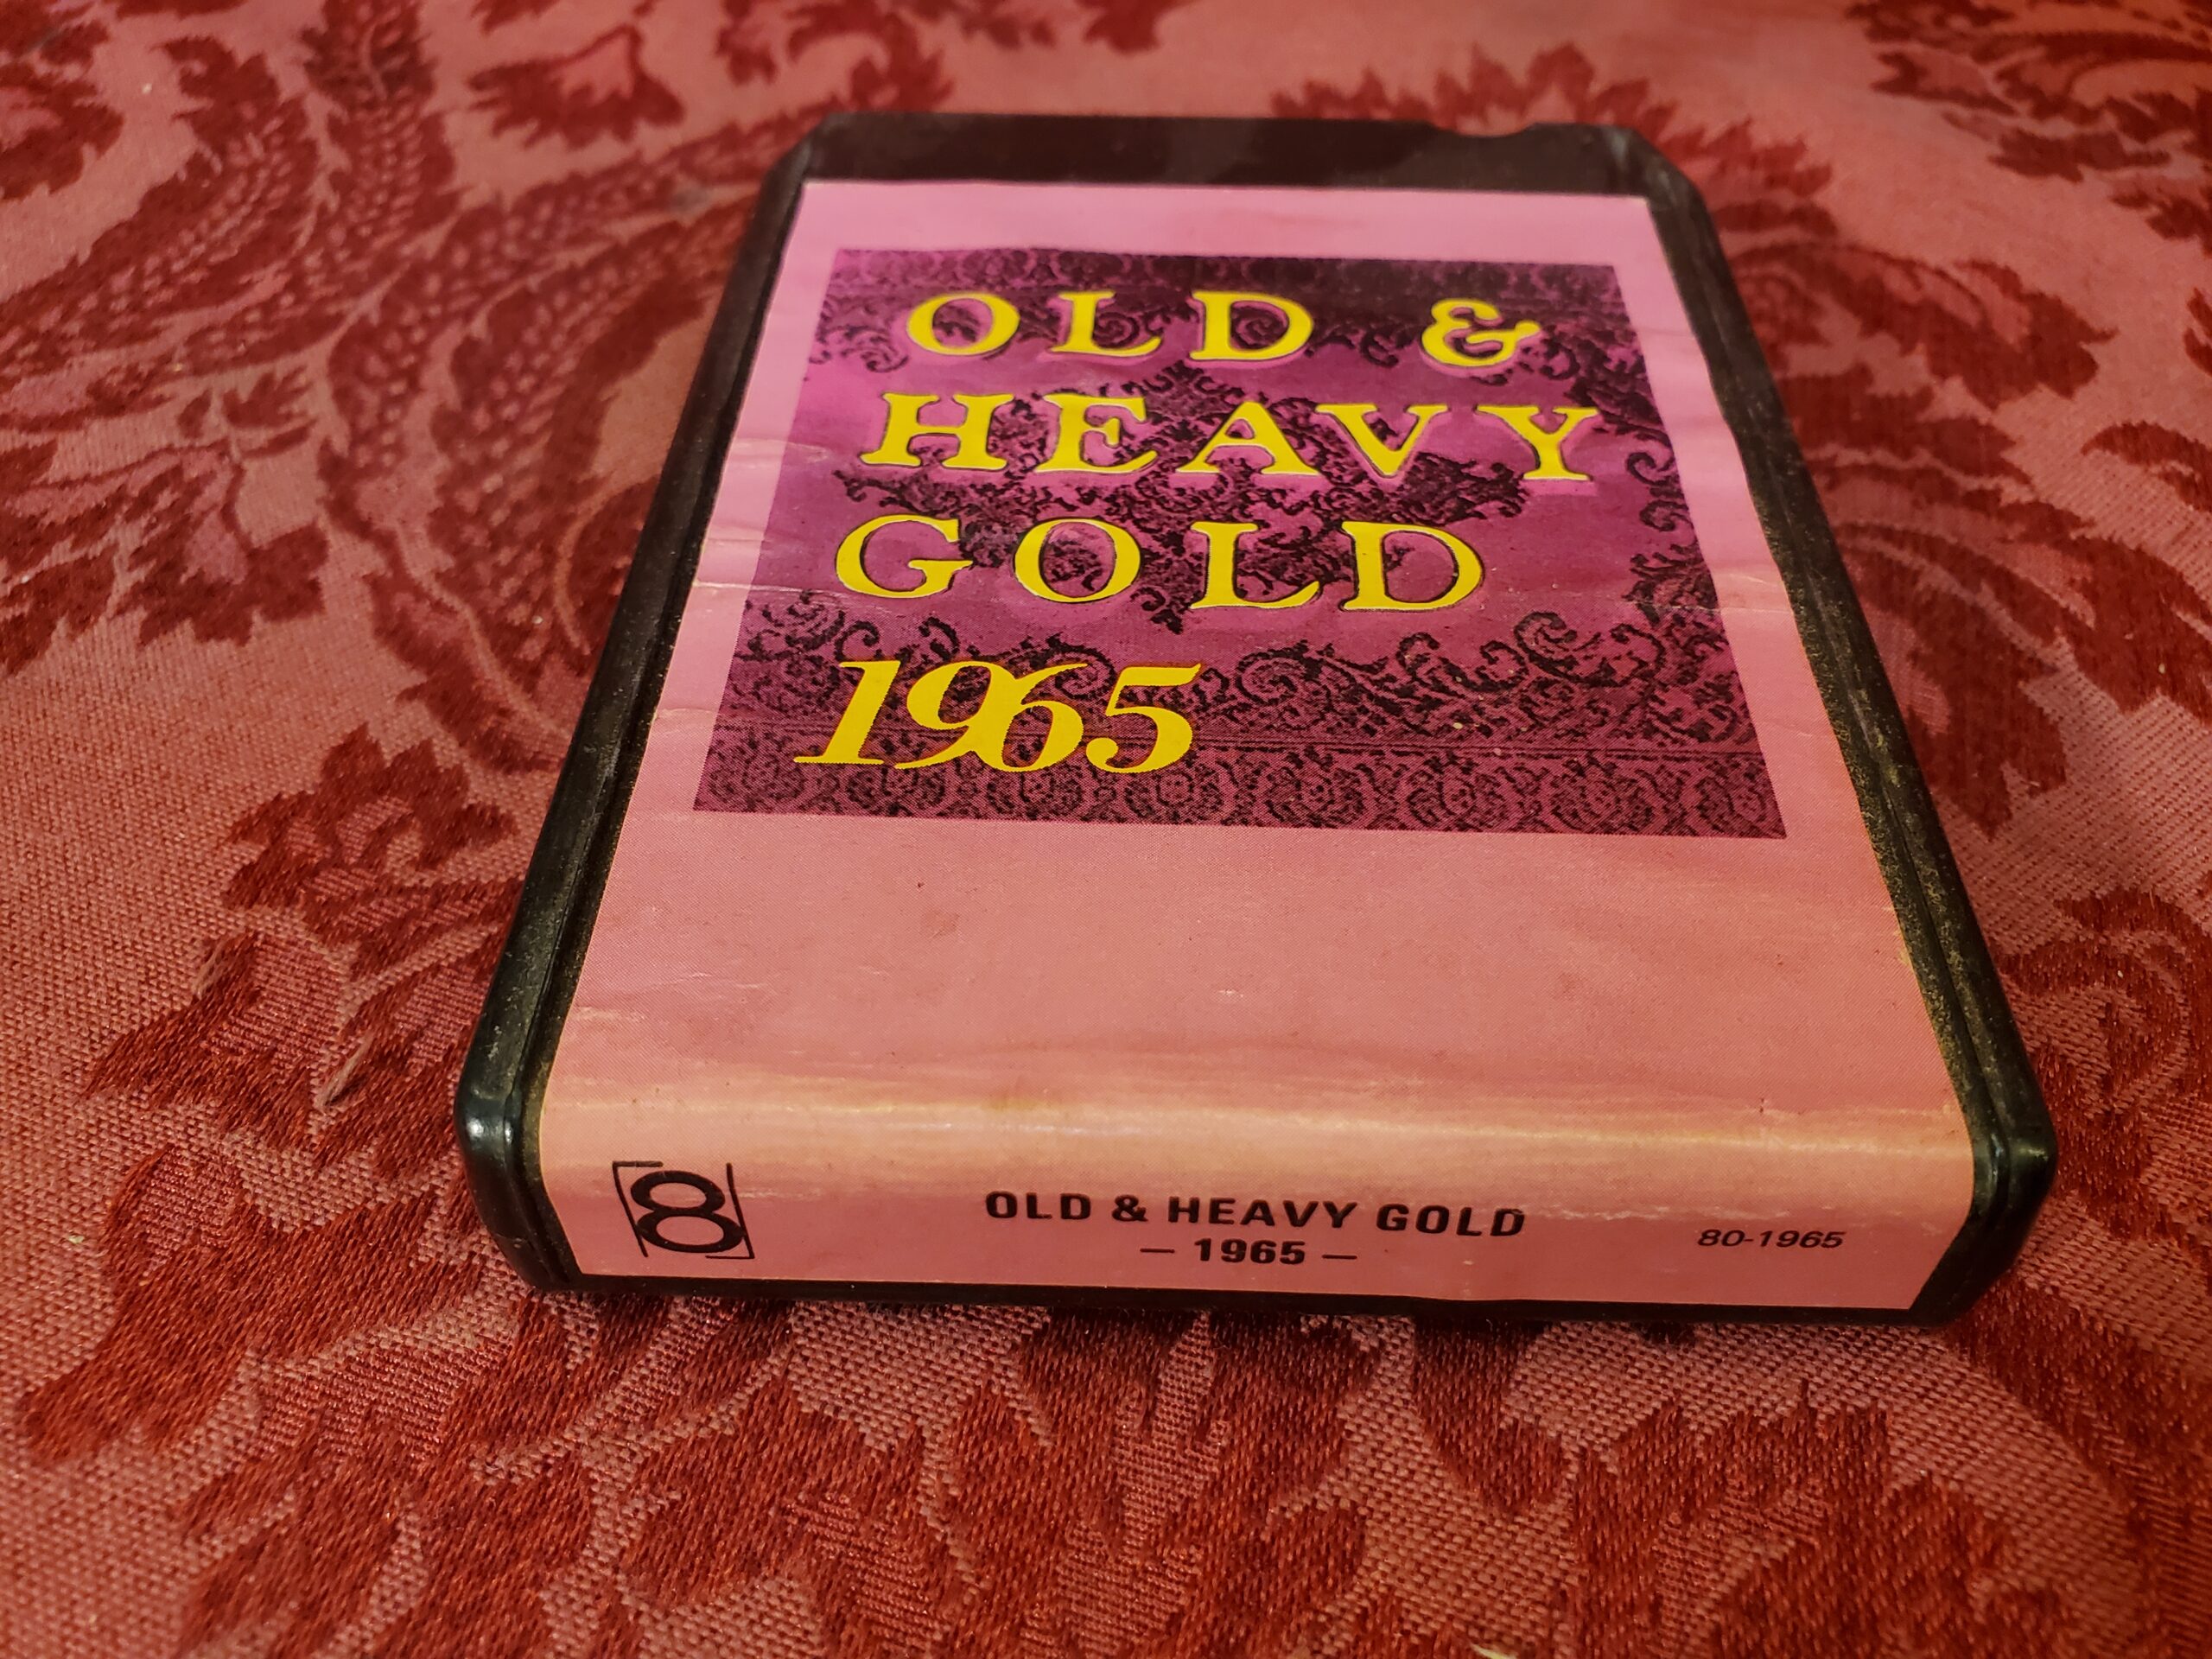 OLD &
HEAVY
GOLD
1965
8
OLD & HEAVY GOLD
— 1965 —
80-1965